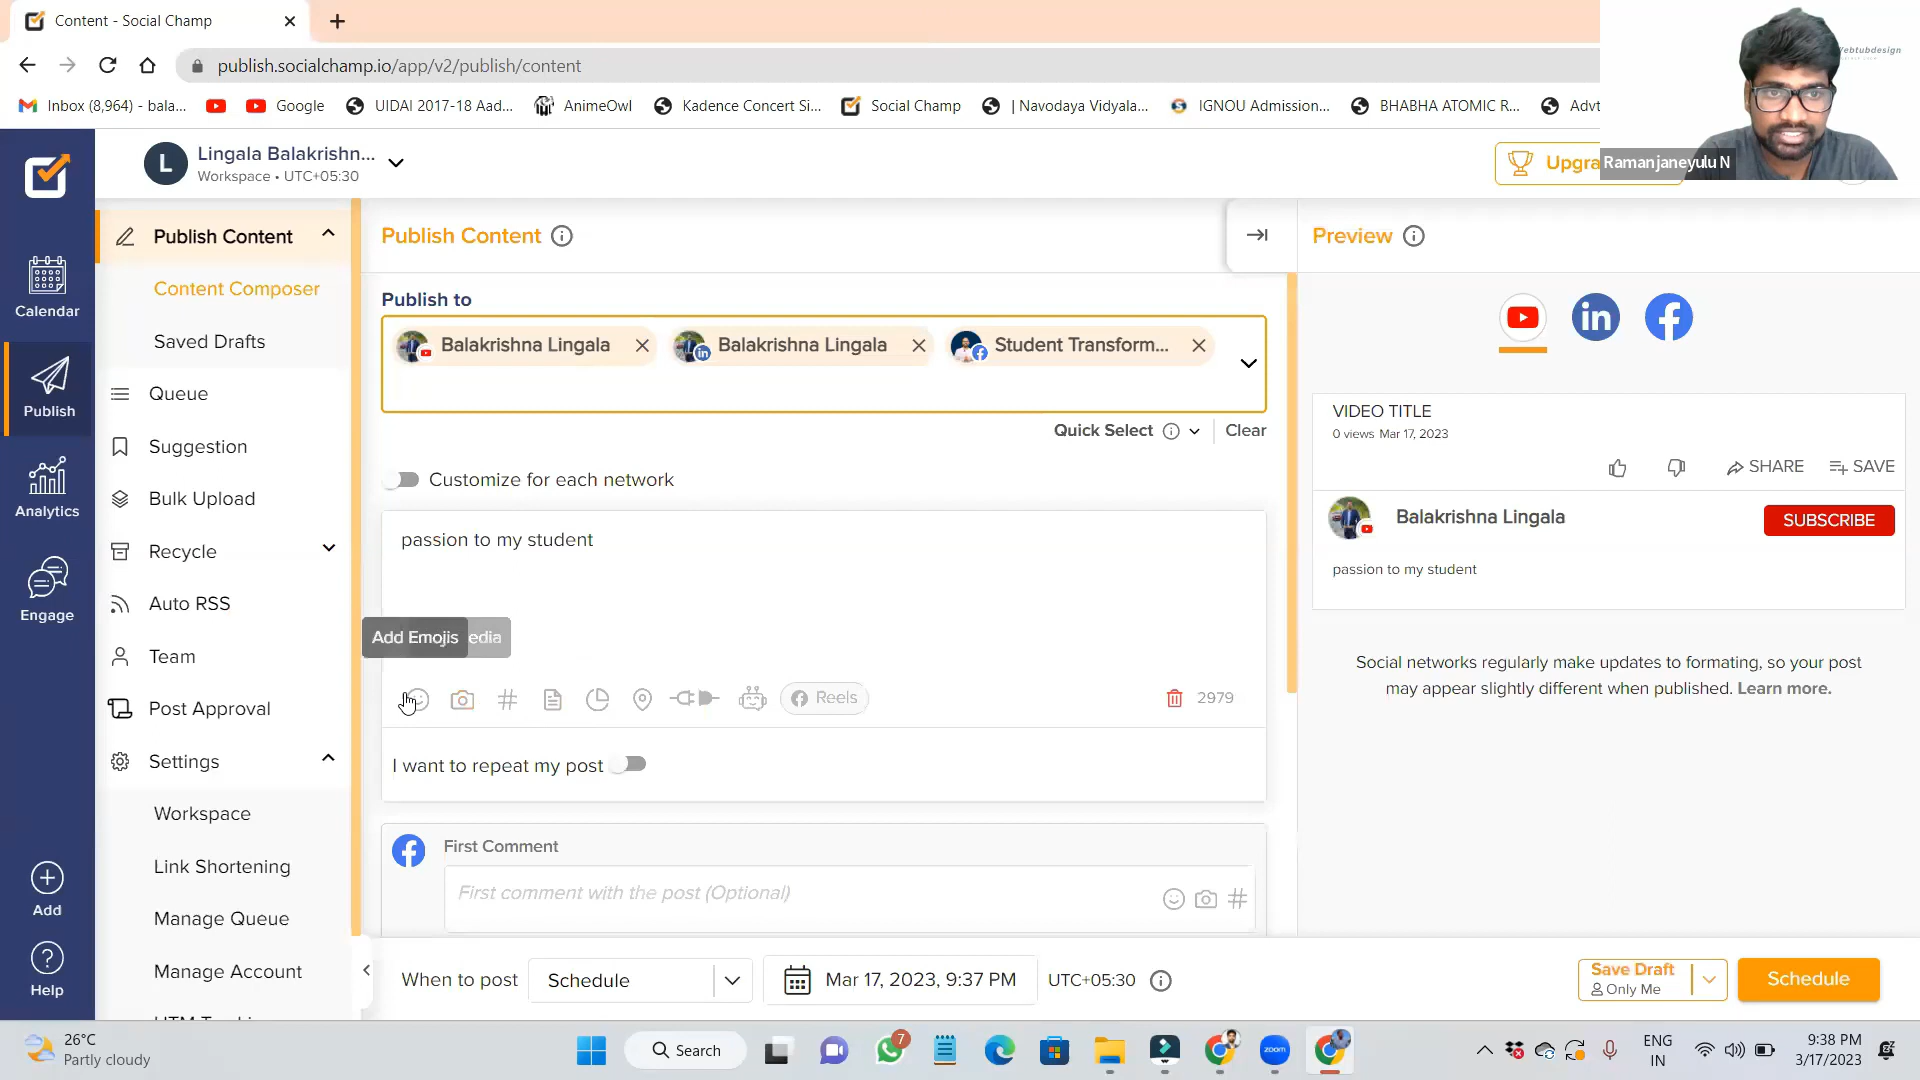 Content - Social Champ
publish.socialchamp.io/app/v2/publish/content
Inbox (8,964) - bala...
Google
UIDAI 2017-18 Aad...
AnimeOwl
Kadence Concert Si...
Social Champ
| Navodaya Vidyala...
IGNOU Admission...
BHABHA ATOMIC R...
Advt
Webtubdesign
Ramanjaneyulu N
L
Lingala Balakrishn...
Workspace • UTC+05:30
Upgra
Calendar
Publish
Analytics
Engage
Add
Help
Publish Content
Content Composer
Saved Drafts
Queue
Suggestion
Bulk Upload
Recycle
Auto RSS
Team
Post Approval
Settings
Workspace
Link Shortening
Manage Queue
Manage Account
Publish Content
Publish to
Balakrishna Lingala
Balakrishna Lingala
Student Transform...
Quick Select
Clear
Customize for each network
passion to my student
Add Emojis
edia
Reels
2979
I want to repeat my post
First Comment
First comment with the post (Optional)
When to post
Schedule
Mar 17, 2023, 9:37 PM
UTC+05:30
Save Draft
Only Me
Schedule
Preview
VIDEO TITLE
0 views Mar 17, 2023
SHARE
SAVE
Balakrishna Lingala
SUBSCRIBE
passion to my student
Social networks regularly make updates to formating, so your post
may appear slightly different when published. Learn more.
26°C
Partly cloudy
Search
7
zoom
ENG
IN
9:38 PM
3/17/2023